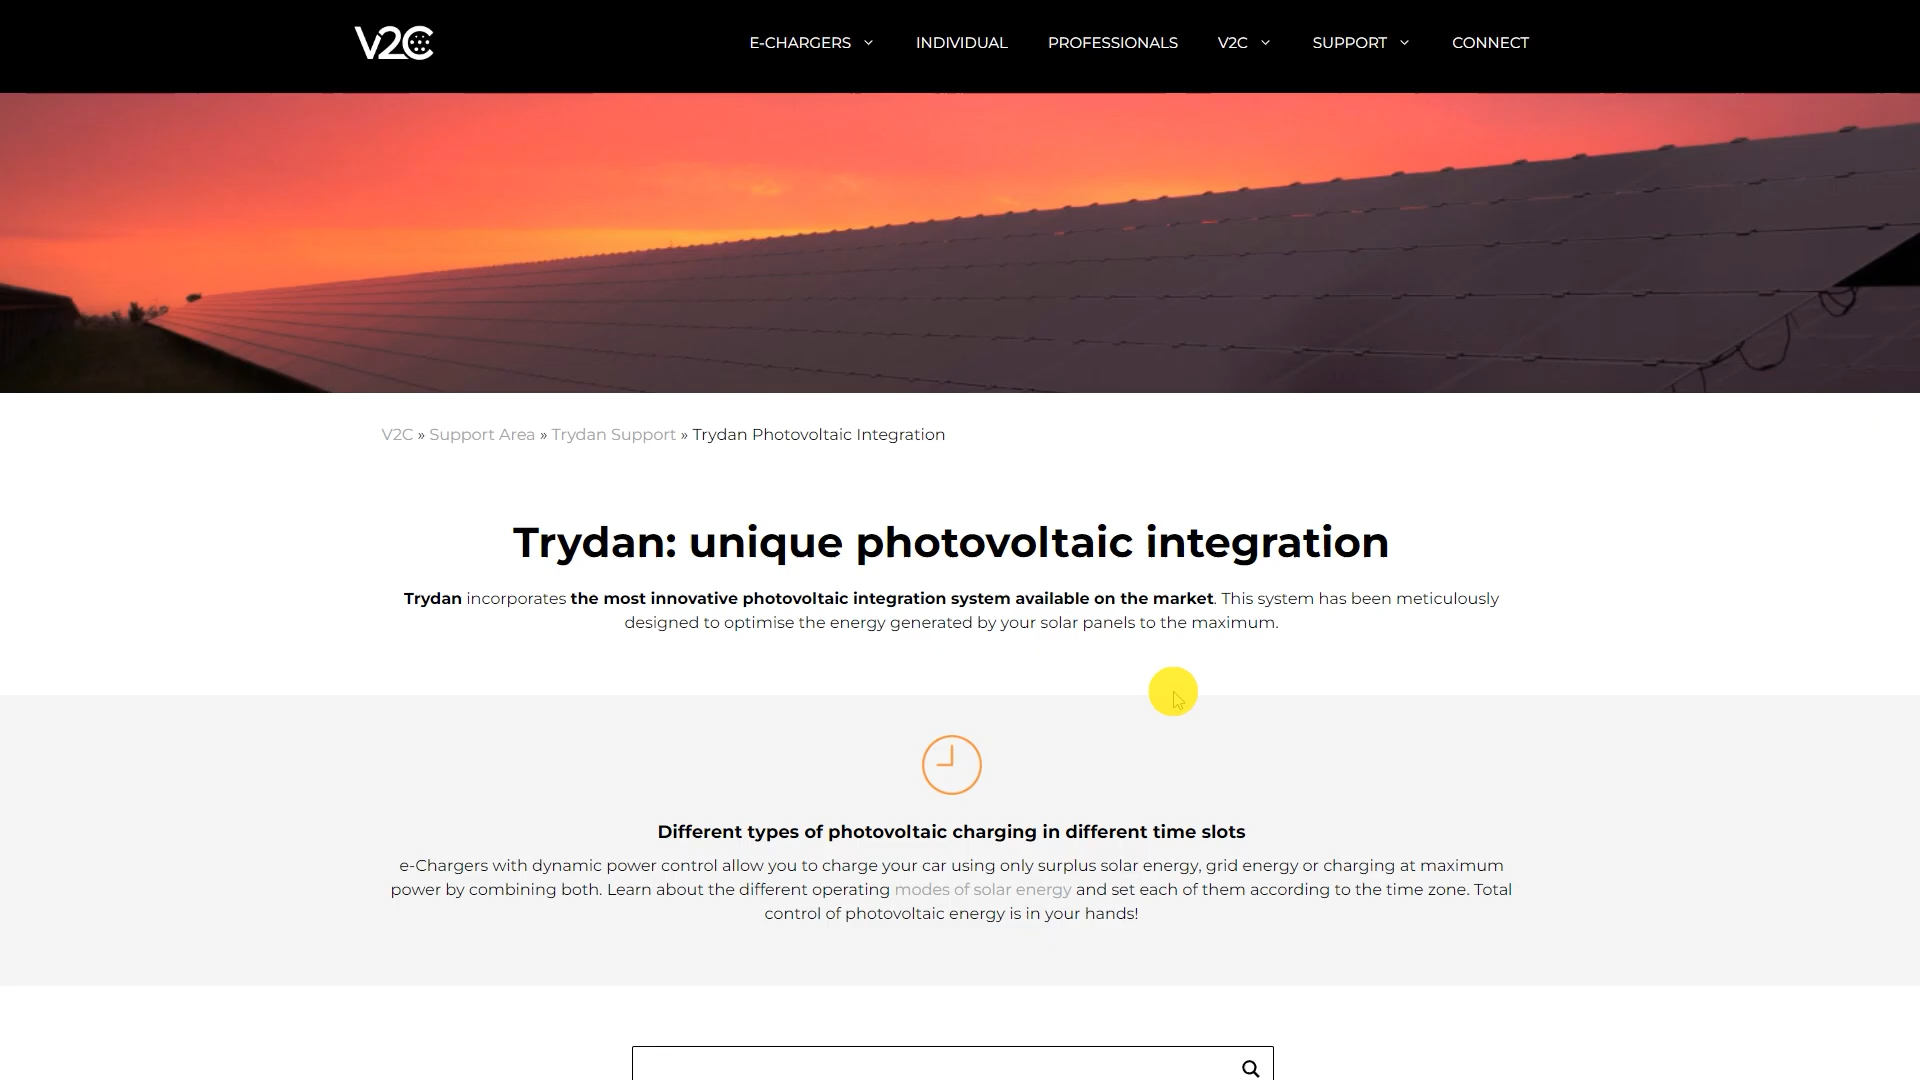 V2C
E-CHARGERS INDIVIDUAL PROFESSIONALS V2C SUPPORT CONNECT
V2C » Support Area » Trydan Support » Trydan Photovoltaic Integration
Trydan: unique photovoltaic integration
Trydan incorporates the most innovative photovoltaic integration system available on the market. This system has been meticulously
designed to optimise the energy generated by your solar panels to the maximum.
Different types of photovoltaic charging in different time slots
e-Chargers with dynamic power control allow you to charge your car using only surplus solar energy, grid energy or charging at maximum
power by combining both. Learn about the different operating modes of solar energy and set each of them according to the time zone. Total
control of photovoltaic energy is in your hands!